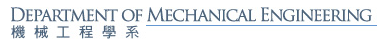 DEPARTMENT OF MECHANICAL ENGINEERING
機械工程學系